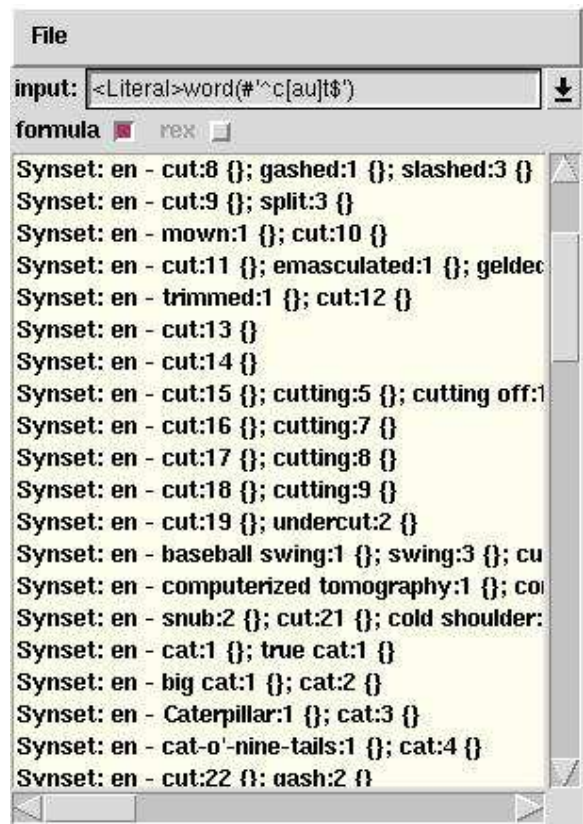 File
input: <Literal>word(#'^c[au]t$')
formula rex
Synset: en - cut:8 {}; gashed:1 {}; slashed:3 {}
Synset: en - cut:9 {}; split:3 {}
Synset: en - mown:1 {}; cut:10 {}
Synset: en - cut:11 {}; emasculated:1 {}; gelded
Synset: en - trimmed:1 {}; cut:12 {}
Synset: en - cut:13 {}
Synset: en - cut:14 {}
Synset: en - cut:15 {}; cutting:5 {}; cutting off:1
Synset: en - cut:16 {}; cutting:7 {}
Synset: en - cut:17 {}; cutting:8 {}
Synset: en - cut:18 {}; cutting:9 {}
Synset: en - cut:19 {}; undercut:2 {}
Synset: en - baseball swing:1 {}; swing:3 {}; cu
Synset: en - computerized tomography:1 {}; co
Synset: en - snub:2 {}; cut:21 {}; cold shoulder:
Synset: en - cat:1 {}; true cat:1 {}
Synset: en - big cat:1 {}; cat:2 {}
Synset: en - Caterpillar:1 {}; cat:3 {}
Synset: en - cat-o'-nine-tails:1 {}; cat:4 {}
Synset: en - cut:22 {}; gash:2 {}